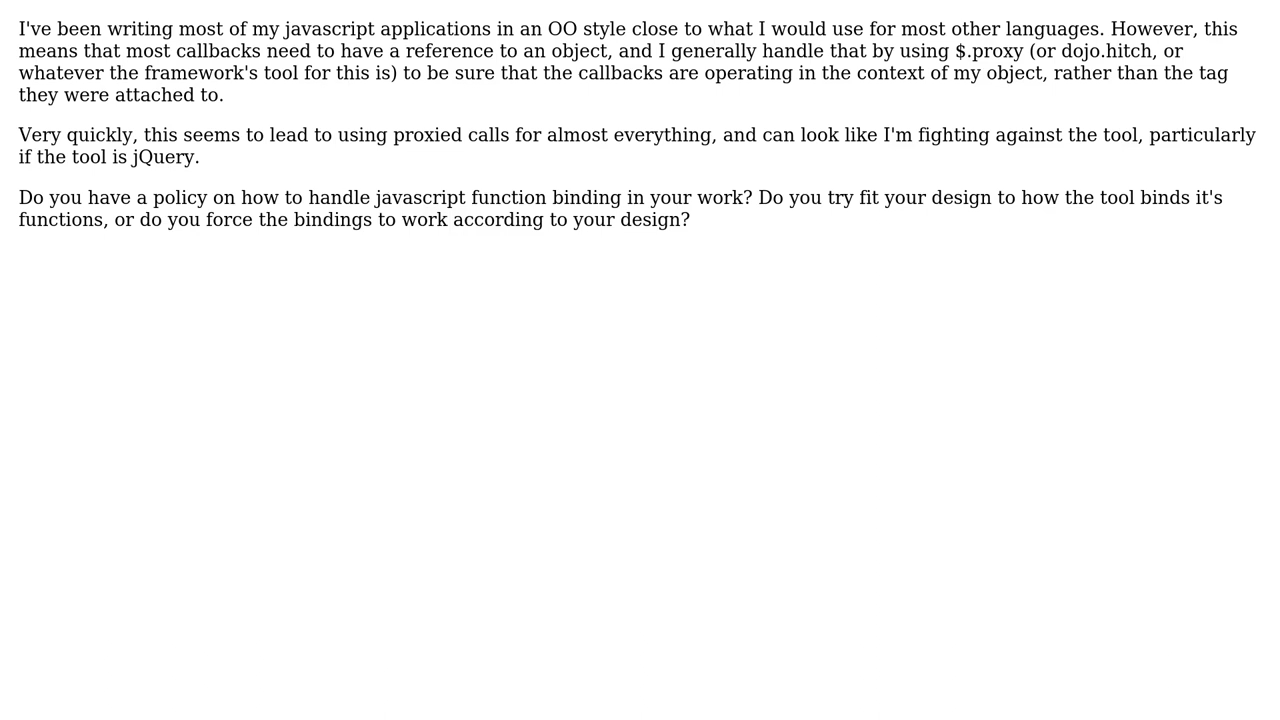 I've been writing most of my javascript applications in an OO style close to what I would use for most other languages. However, this
means that most callbacks need to have a reference to an object, and I generally handle that by using $.proxy (or dojo.hitch, or
whatever the framework's tool for this is) to be sure that the callbacks are operating in the context of my object, rather than the tag
they were attached to.
Very quickly, this seems to lead to using proxied calls for almost everything, and can look like I'm fighting against the tool, particularly
if the tool is jQuery.
Do you have a policy on how to handle javascript function binding in your work? Do you try fit your design to how the tool binds it's
functions, or do you force the bindings to work according to your design?